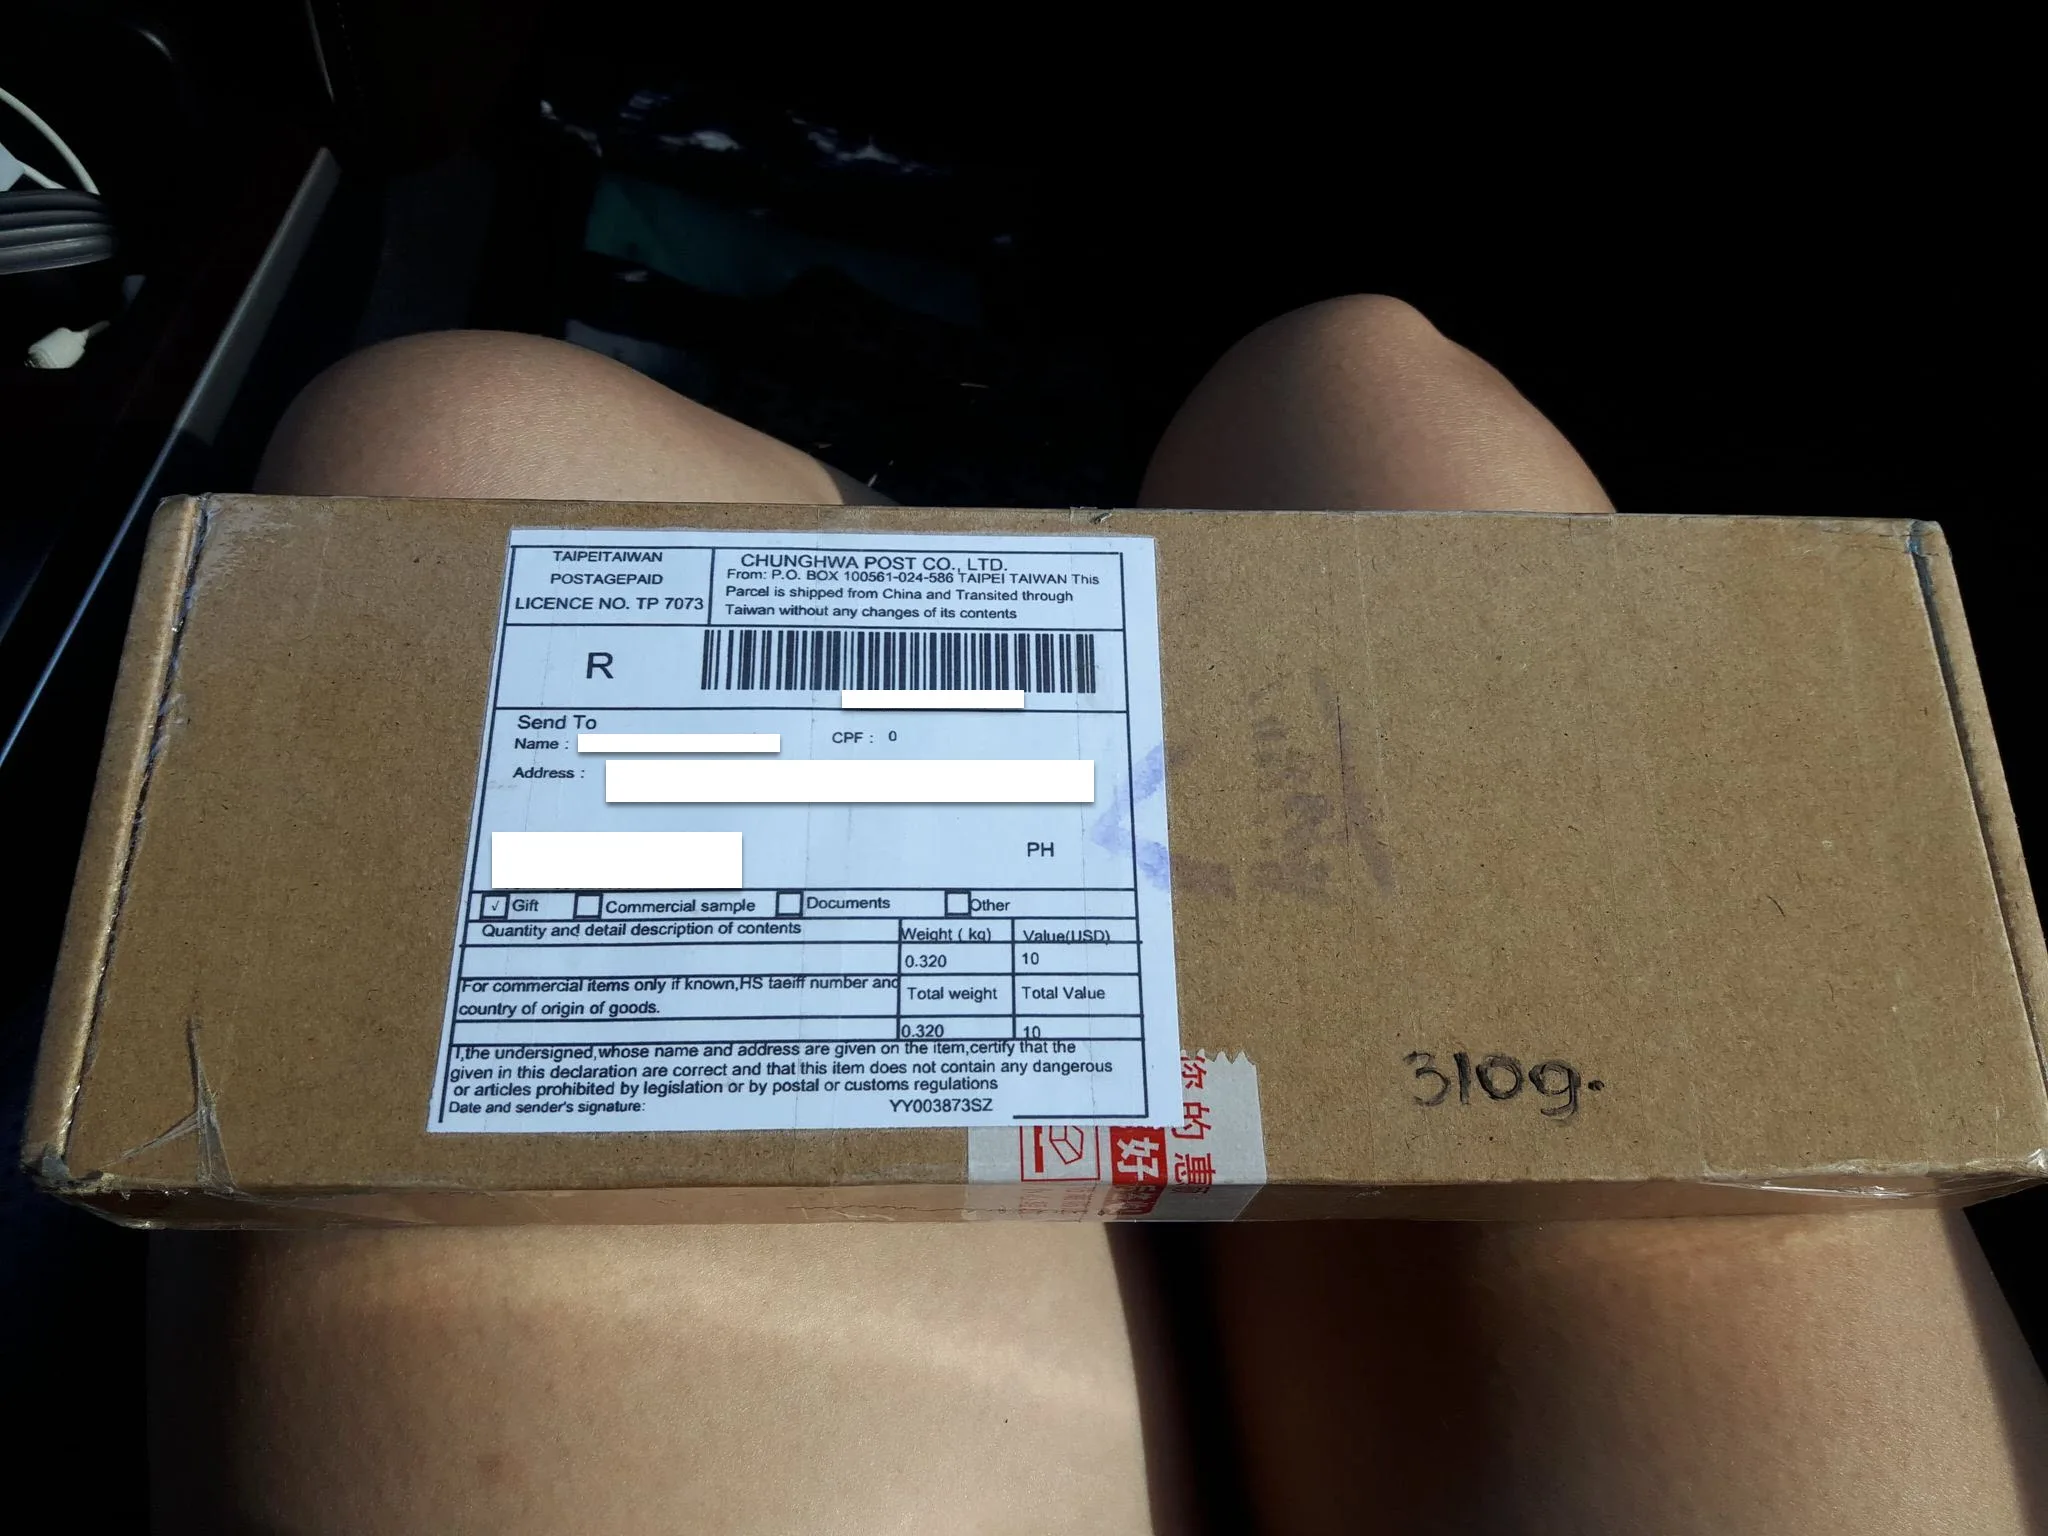 TAIPEITAIWAN
POSTAGEPAID
LICENCE NO. TP 7073
CHUNGHWA POST CO., LTD.
From: P.O. BOX 100561-024-586 TAIPEI TAIWAN This
Parcel is shipped from China and Transited through
Taiwan without any changes of its contents
R
Send To
Name :
CPF : 0
Address :
PH
√ Gift
Commercial sample
Documents
Other
Quantity and detail description of contents
Weight ( kg)
Value(USD)
0.320
10
For commercial items only if known,HS taeiff number and
country of origin of goods.
Total weight
Total Value
0.320
10
I,the undersigned,whose name and address are given on the item,certify that the
given in this declaration are correct and that this item does not contain any dangerous
or articles prohibited by legislation or by postal or customs regulations
Date and sender's signature:
YY003873SZ
310g.
你的惠
好